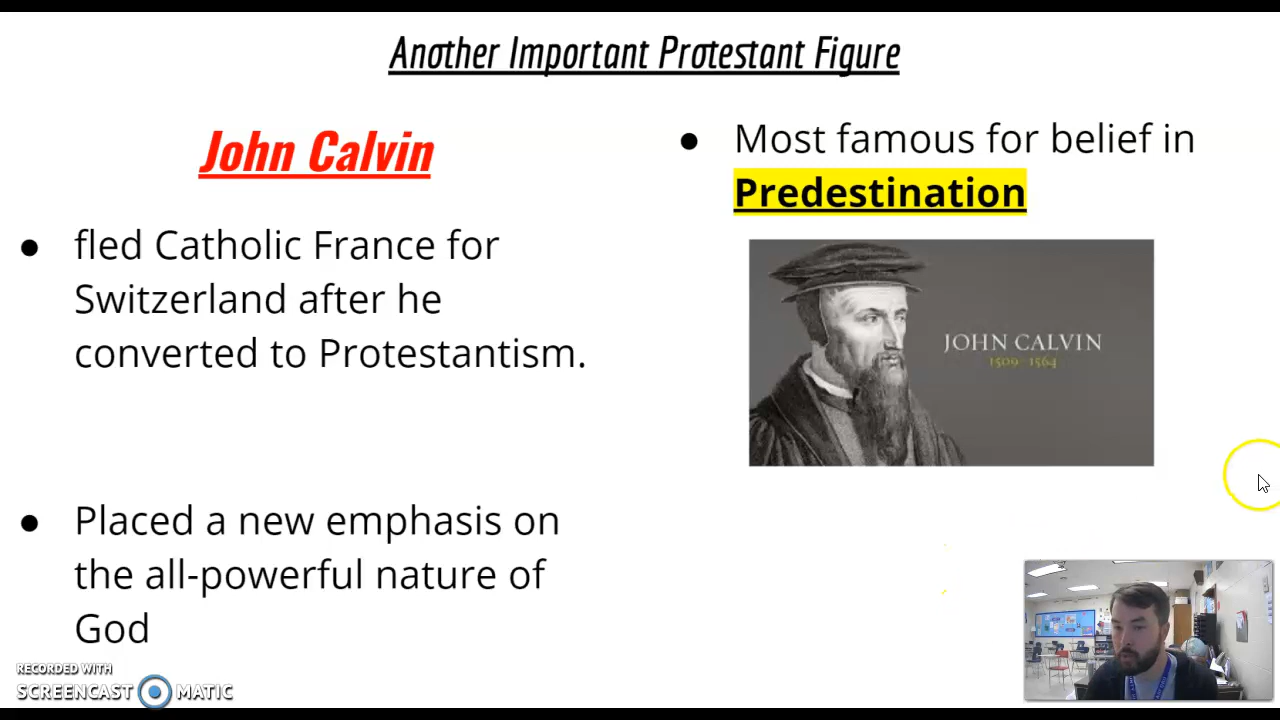 Another Important Protestant Figure
John Calvin
● fled Catholic France for
Switzerland after he
converted to Protestantism.
● Placed a new emphasis on
the all-powerful nature of
God
● Most famous for belief in
Predestination
JOHN CALVIN
1509-1564
RECORDED WITH
SCREENCAST MATIC